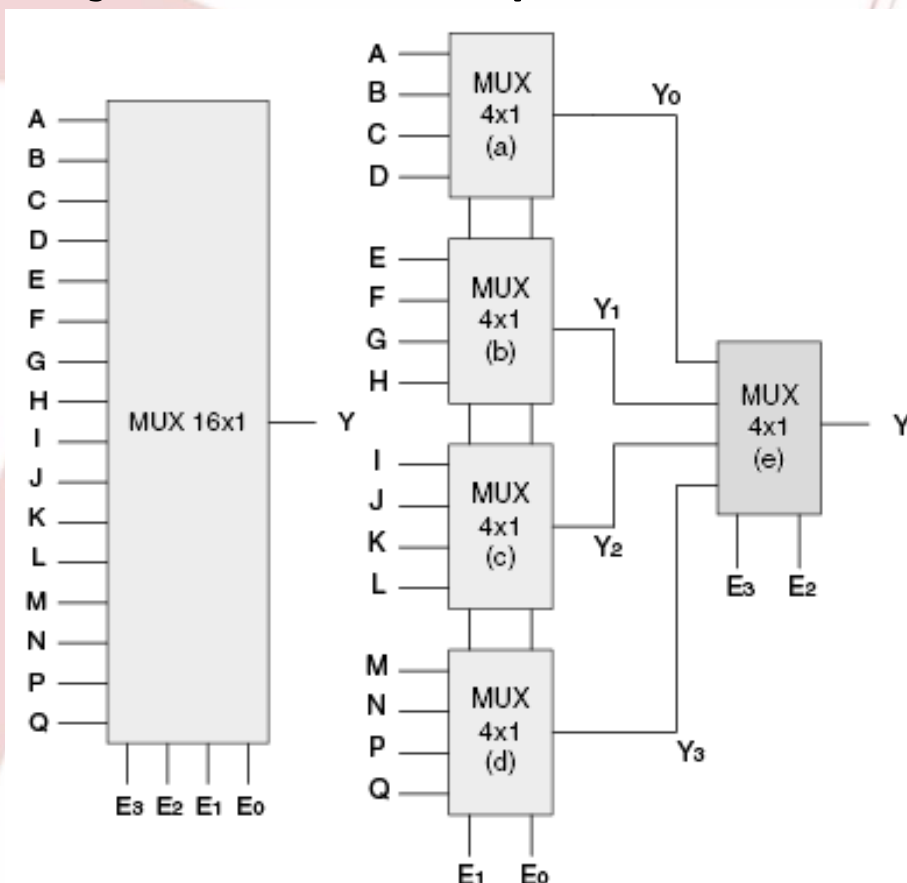 A
B
C
D
E
F
G
H
I
J
K
L
M
N
P
Q
MUX 16x1
Y
E3 E2 E1 E0
A
B
C
D
MUX
4x1
(a)
Y0
E
F
G
H
MUX
4x1
(b)
Y1
I
J
K
L
MUX
4x1
(c)
Y2
M
N
P
Q
MUX
4x1
(d)
Y3
E1 E0
MUX
4x1
(e)
Y
E3 E2